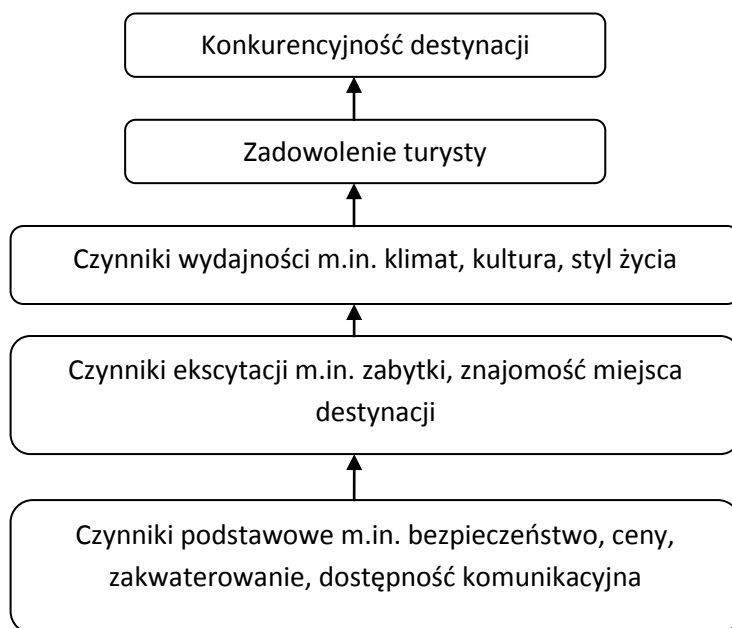 Konkurencyjność destynacji
Zadowolenie turysty
Czynniki wydajności m.in. klimat, kultura, styl życia
Czynniki ekscytacji m.in. zabytki, znajomość miejsca
destynacji
Czynniki podstawowe m.in. bezpieczeństwo, ceny,
zakwaterowanie, dostępność komunikacyjna